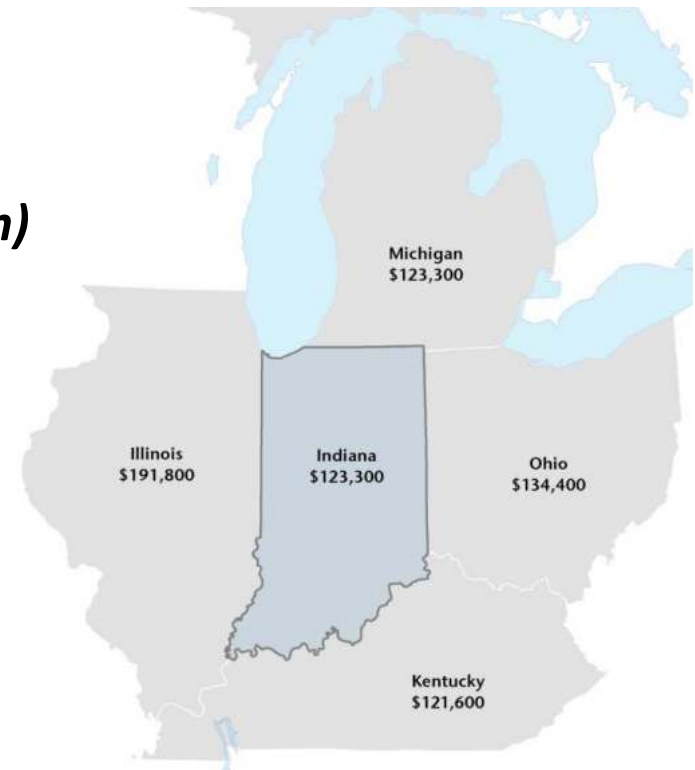 n)
Michigan
$123,300
Illinois
$191,800
Indiana
$123,300
Ohio
$134,400
Kentucky
$121,600